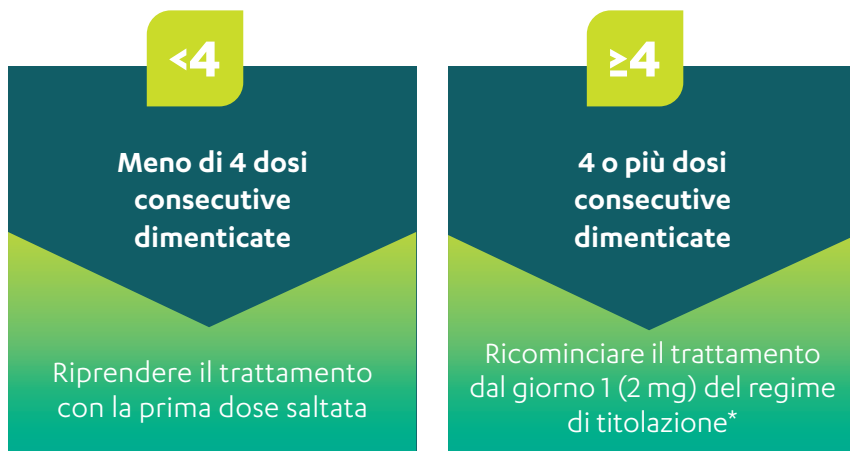 <4
Meno di 4 dosi
consecutive
dimenticate
Riprendere il trattamento
con la prima dose saltata
≥4
4 o più dosi
consecutive
dimenticate
Ricominciare il trattamento
dal giorno 1 (2 mg) del regime
di titolazione*